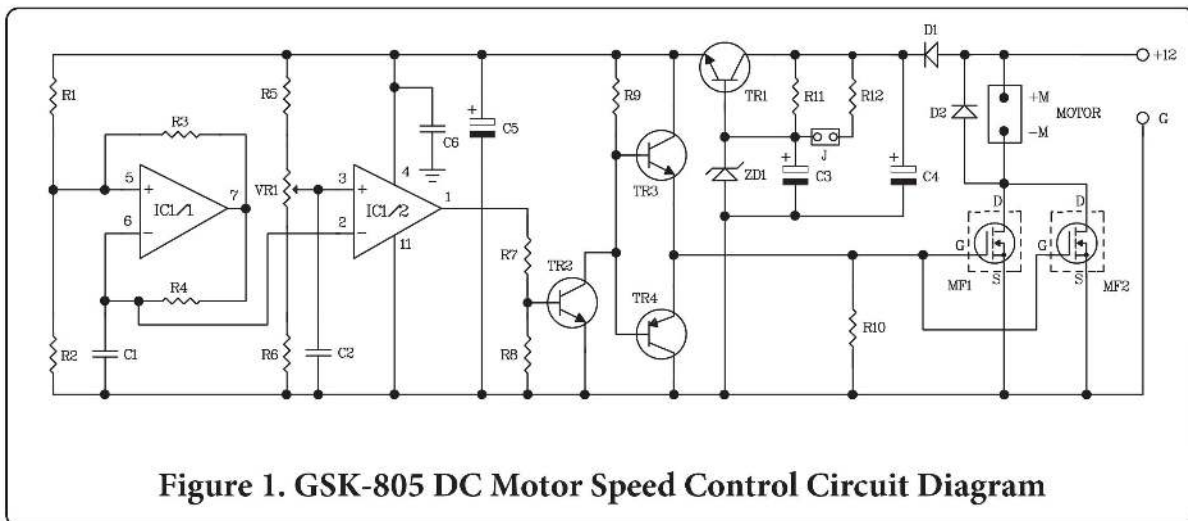 D1
+12
R1
R5
R9
TR1
R11
R12
D2
+M
MOTOR
-M
G
R3
C6
C5
+
5
+
7
IC1/1
6
-
VR1
3
+
4
IC1/2
1
2
-
11
TR3
ZD1
J
+
C3
+
C4
R4
R7
TR2
TR4
D
G
S
MF1
D
G
S
MF2
R2
C1
R6
C2
R8
R10
Figure 1. GSK-805 DC Motor Speed Control Circuit Diagram